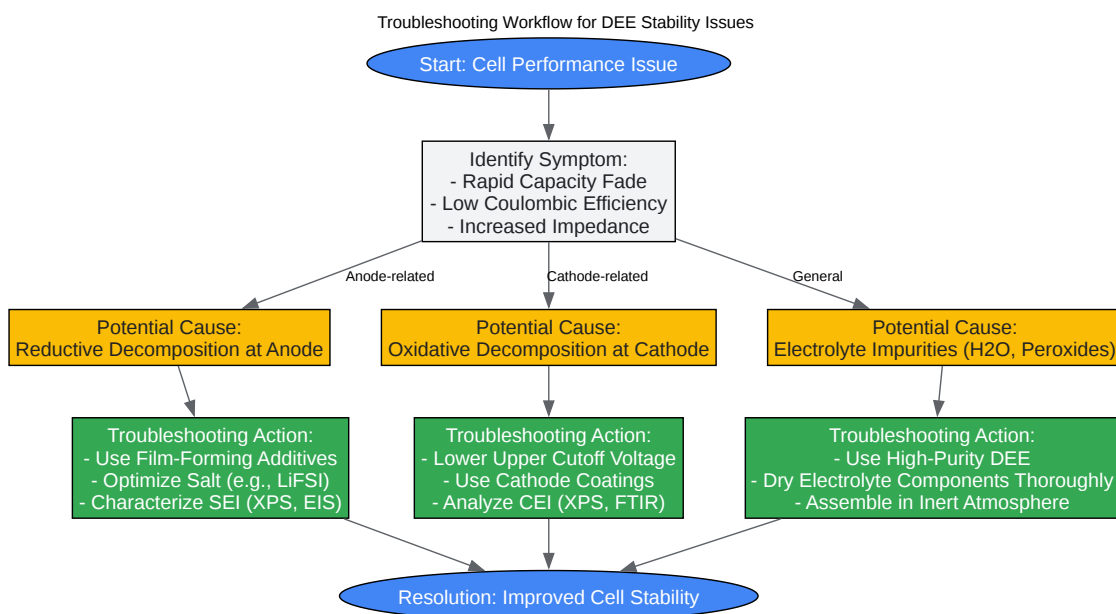 Troubleshooting Workflow for DEE Stability Issues
Start: Cell Performance Issue
Identify Symptom:
- Rapid Capacity Fade
- Low Coulombic Efficiency
- Increased Impedance
Anode-related
Cathode-related
General
Potential Cause:
Reductive Decomposition at Anode
Potential Cause:
Oxidative Decomposition at Cathode
Potential Cause:
Electrolyte Impurities (H2O, Peroxides)
Troubleshooting Action:
- Use Film-Forming Additives
- Optimize Salt (e.g., LiFSI)
- Characterize SEI (XPS, EIS)
Troubleshooting Action:
- Lower Upper Cutoff Voltage
- Use Cathode Coatings
- Analyze CEI (XPS, FTIR)
Troubleshooting Action:
- Use High-Purity DEE
- Dry Electrolyte Components Thoroughly
- Assemble in Inert Atmosphere
Resolution: Improved Cell Stability